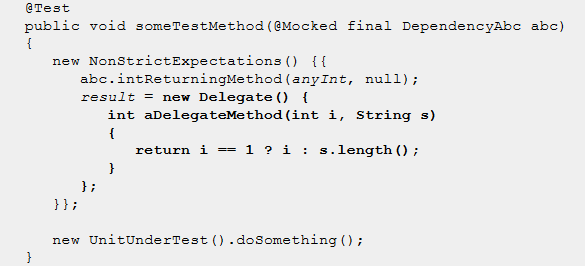 @Test
public void someTestMethod(@Mocked final DependencyAbc abc)
{
   new NonStrictExpectations() {{
      abc.intReturningMethod(anyInt, null);
      result = new Delegate() {
         int aDelegateMethod(int i, String s)
         {
            return i == 1 ? i : s.length();
         }
      };
   }};

   new UnitUnderTest().doSomething();
}